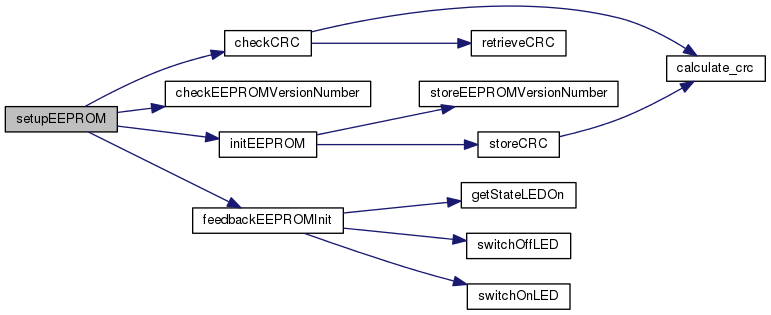 setupEEPROM
checkCRC
checkEEPROMVersionNumber
initEEPROM
feedbackEEPROMInit
retrieveCRC
storeEEPROMVersionNumber
storeCRC
getStateLEDOn
switchOffLED
switchOnLED
calculate_crc